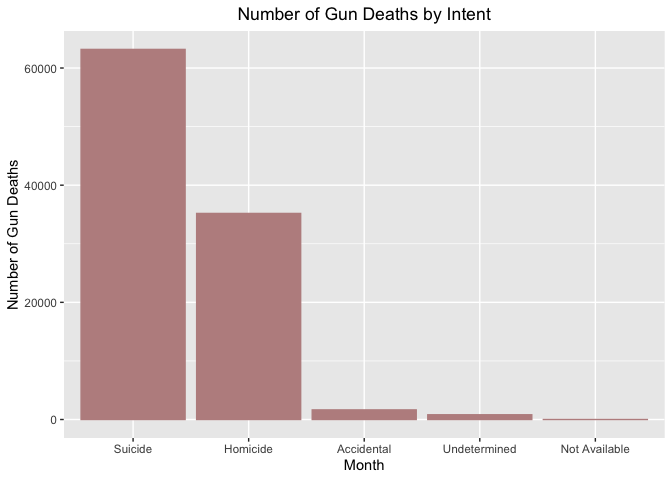 Number of Gun Deaths by Intent
Number of Gun Deaths
60000
40000
20000
0
Suicide Homicide Accidental Undetermined Not Available
Month